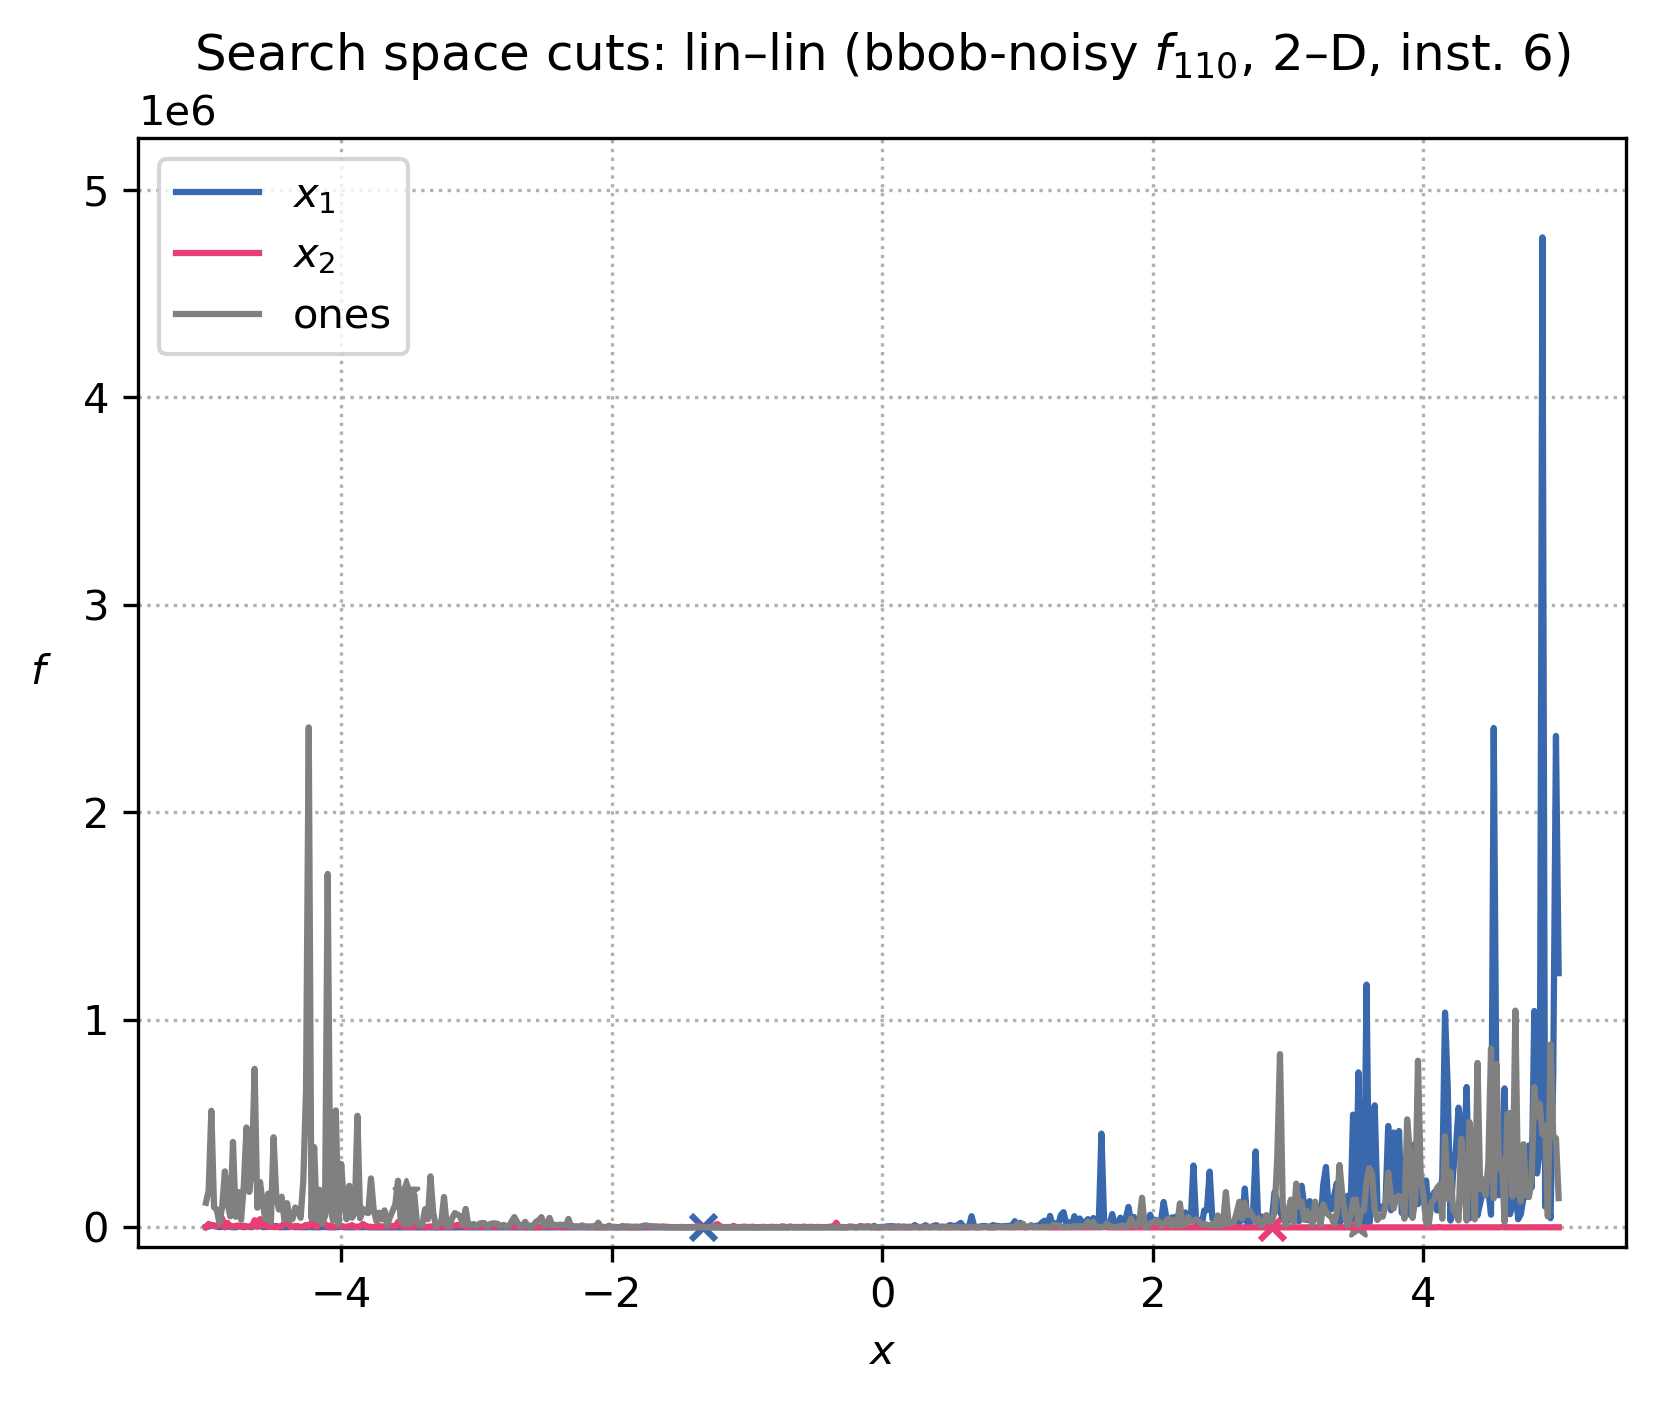 Search space cuts: lin–lin (bbob-noisy f₁₁₀, 2–D, inst. 6)
1e6
x₁
x₂
ones
5
4
3
2
1
0
f
−4 −2 0 2 4
x